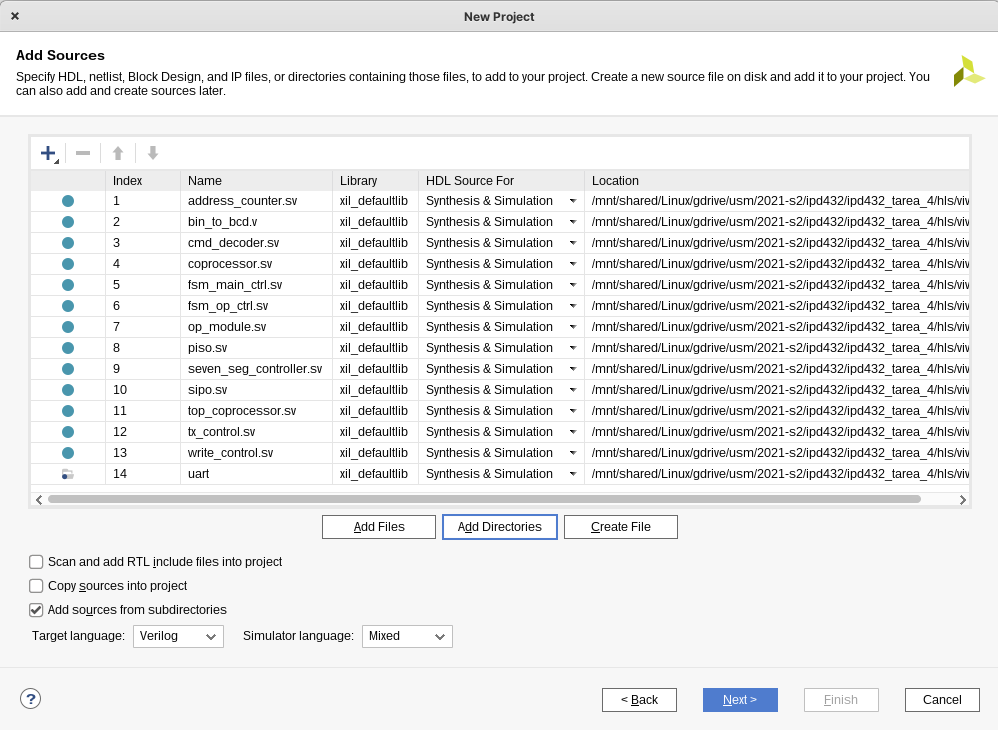 New Project
Add Sources
Specify HDL, netlist, Block Design, and IP files, or directories containing those files, to add to your project. Create a new source file on disk and add it to your project. You
can also add and create sources later.
Index Name Library HDL Source For Location
1 address_counter.sv xil_defaultlib Synthesis & Simulation /mnt/shared/Linux/gdrive/usm/2021-s2/ipd432/ipd432_tarea_4/hls/viv
2 bin_to_bcd.v xil_defaultlib Synthesis & Simulation /mnt/shared/Linux/gdrive/usm/2021-s2/ipd432/ipd432_tarea_4/hls/viv
3 cmd_decoder.sv xil_defaultlib Synthesis & Simulation /mnt/shared/Linux/gdrive/usm/2021-s2/ipd432/ipd432_tarea_4/hls/viv
4 coprocessor.sv xil_defaultlib Synthesis & Simulation /mnt/shared/Linux/gdrive/usm/2021-s2/ipd432/ipd432_tarea_4/hls/viv
5 fsm_main_ctrl.sv xil_defaultlib Synthesis & Simulation /mnt/shared/Linux/gdrive/usm/2021-s2/ipd432/ipd432_tarea_4/hls/viv
6 fsm_op_ctrl.sv xil_defaultlib Synthesis & Simulation /mnt/shared/Linux/gdrive/usm/2021-s2/ipd432/ipd432_tarea_4/hls/viv
7 op_module.sv xil_defaultlib Synthesis & Simulation /mnt/shared/Linux/gdrive/usm/2021-s2/ipd432/ipd432_tarea_4/hls/viv
8 piso.sv xil_defaultlib Synthesis & Simulation /mnt/shared/Linux/gdrive/usm/2021-s2/ipd432/ipd432_tarea_4/hls/viv
9 seven_seg_controller.sv xil_defaultlib Synthesis & Simulation /mnt/shared/Linux/gdrive/usm/2021-s2/ipd432/ipd432_tarea_4/hls/viv
10 sipo.sv xil_defaultlib Synthesis & Simulation /mnt/shared/Linux/gdrive/usm/2021-s2/ipd432/ipd432_tarea_4/hls/viv
11 top_coprocessor.sv xil_defaultlib Synthesis & Simulation /mnt/shared/Linux/gdrive/usm/2021-s2/ipd432/ipd432_tarea_4/hls/viv
12 tx_control.sv xil_defaultlib Synthesis & Simulation /mnt/shared/Linux/gdrive/usm/2021-s2/ipd432/ipd432_tarea_4/hls/viv
13 write_control.sv xil_defaultlib Synthesis & Simulation /mnt/shared/Linux/gdrive/usm/2021-s2/ipd432/ipd432_tarea_4/hls/viv
14 uart xil_defaultlib Synthesis & Simulation /mnt/shared/Linux/gdrive/usm/2021-s2/ipd432/ipd432_tarea_4/hls/viv
Add Files Add Directories Create File
Scan and add RTL include files into project
Copy sources into project
Add sources from subdirectories
Target language: Verilog Simulator language: Mixed
? < Back Next > Finish Cancel